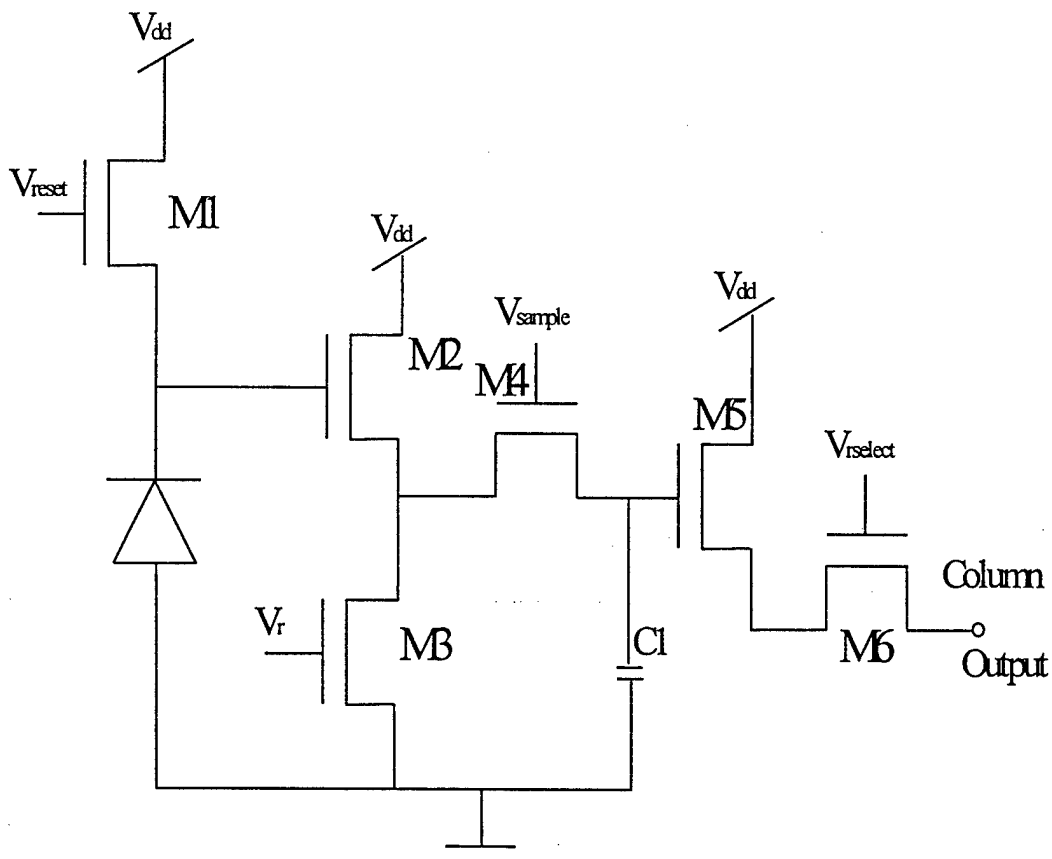 Vdd
Vreset
M1
Vdd
M2
Vsample
M4
Vdd
M5
Vrselect
Column
Output
M6
Vr
M3
C1